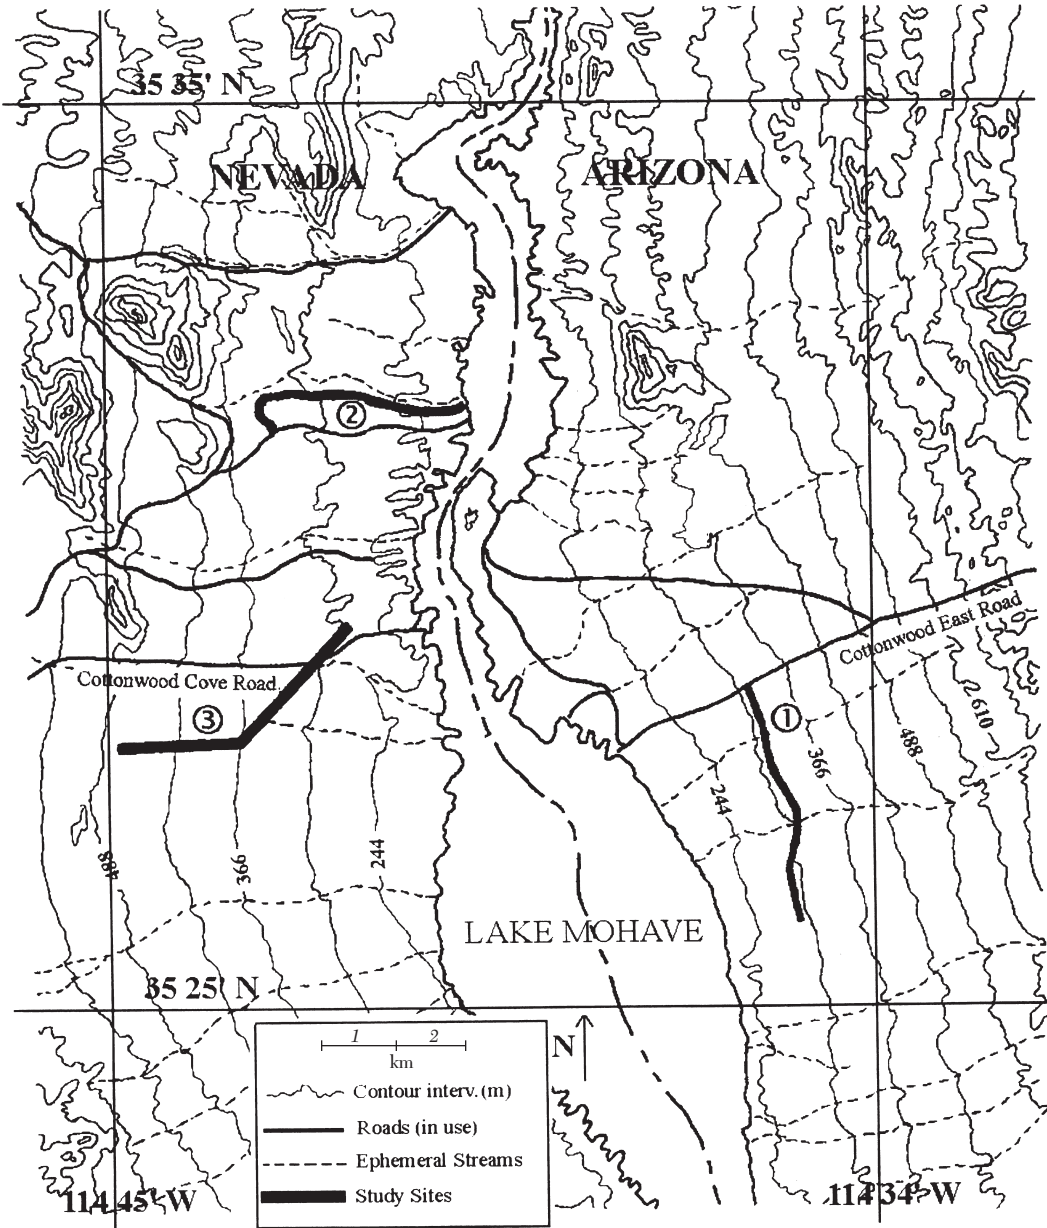 35 35' N
NEVADA
ARIZONA
②
Cottonwood East Road
Cottonwood Cove Road
③
①
610
488
366
244
488
366
244
LAKE MOHAVE
35 25' N
1 2
km
N
Contour interv. (m)
Roads (in use)
Ephemeral Streams
Study Sites
114 45' W
114 34' W